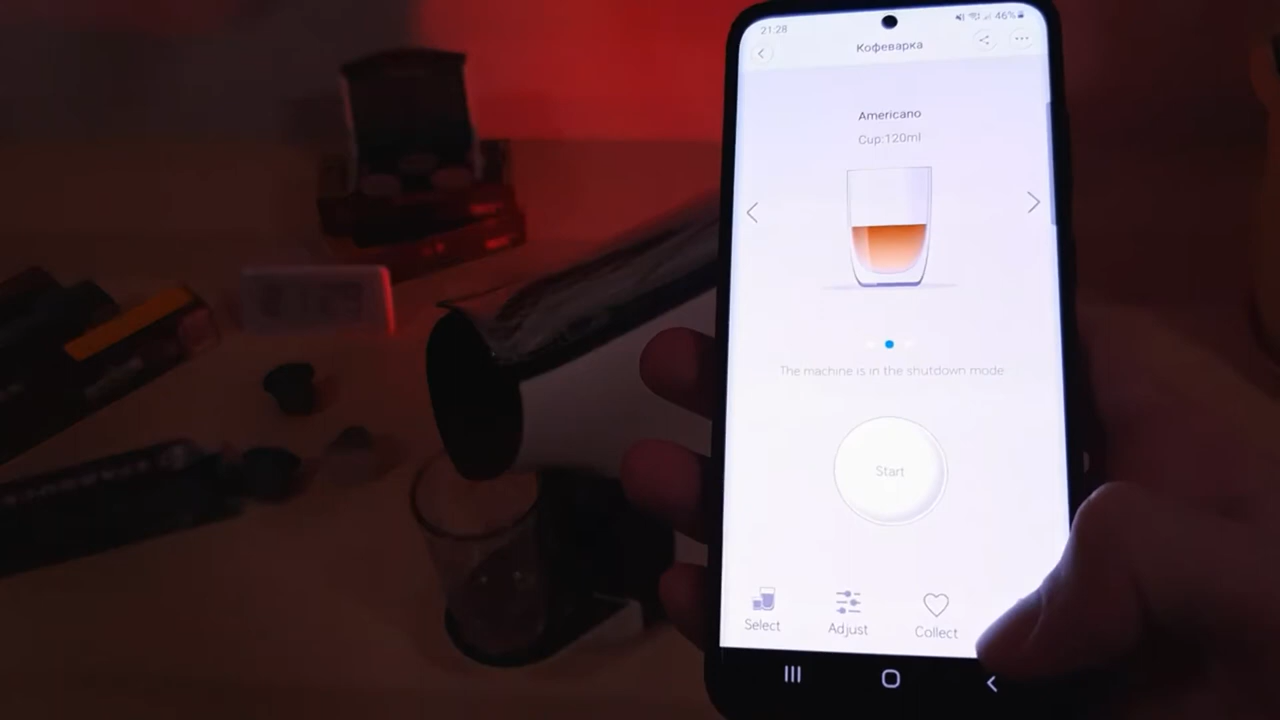 21:28
46%
Кофеварка
Americano
Cup:120ml
The machine is in the shutdown mode
Start
Select
Adjust
Collect